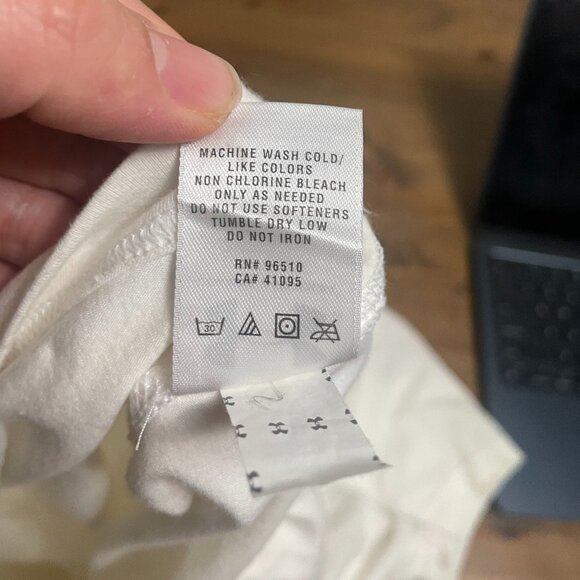 MACHINE WASH COLD/
LIKE COLORS
NON CHLORINE BLEACH
ONLY AS NEEDED
DO NOT USE SOFTENERS
TUMBLE DRY LOW
DO NOT IRON
RN# 96510
CA# 41095
30